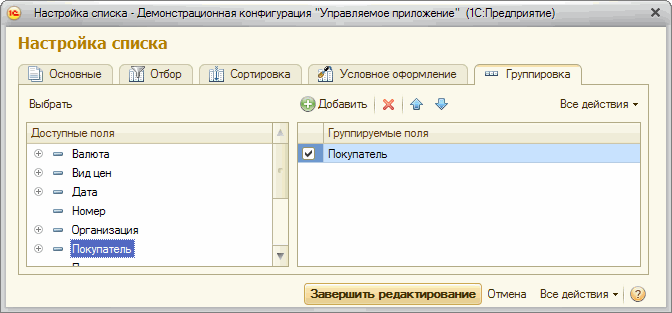 Настройка списка - Демонстрационная конфигурация "Управляемое приложение" (1С:Предприятие)
Настройка списка
Основные Отбор Сортировка Условное оформление Группировка
Выбрать Добавить Все действия
Доступные поля Группируемые поля
Валюта Покупатель
Вид цен
Дата
Номер
Организация
Покупатель
Завершить редактирование Отмена Все действия ?